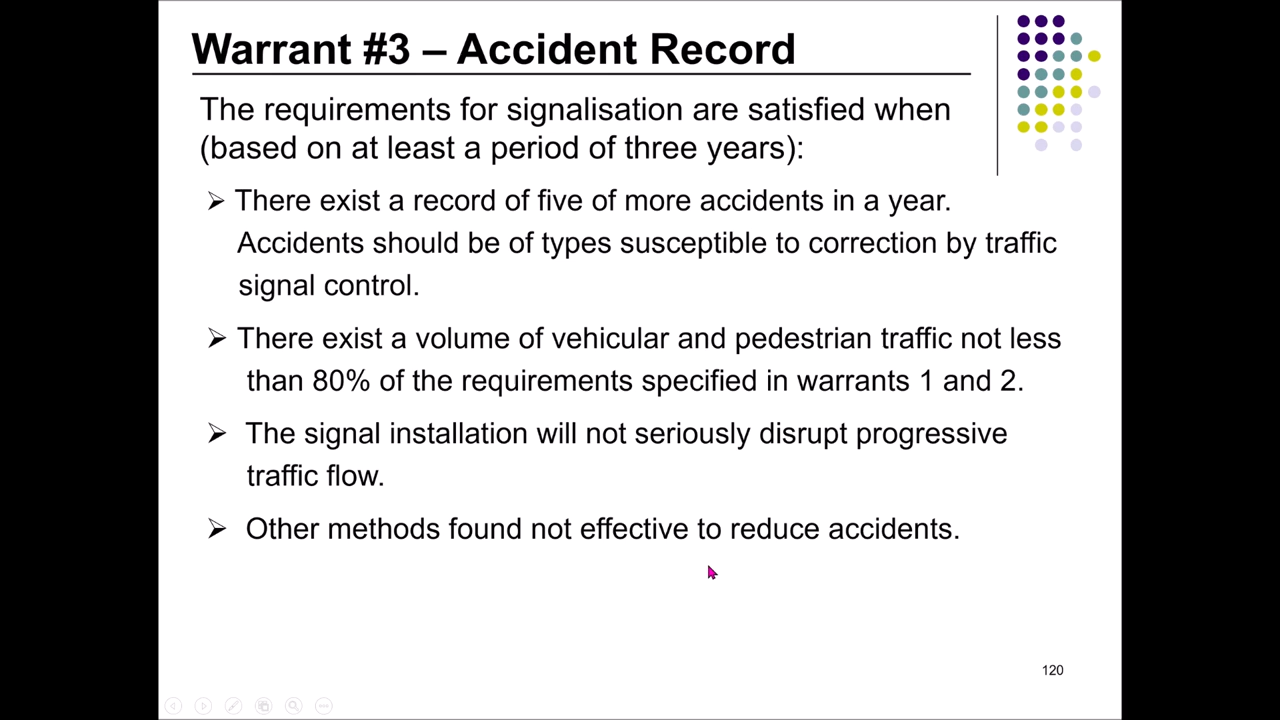 Warrant #3 – Accident Record
The requirements for signalisation are satisfied when
(based on at least a period of three years):
➢ There exist a record of five of more accidents in a year.
Accidents should be of types susceptible to correction by traffic
signal control.
➢ There exist a volume of vehicular and pedestrian traffic not less
than 80% of the requirements specified in warrants 1 and 2.
➢ The signal installation will not seriously disrupt progressive
traffic flow.
➢ Other methods found not effective to reduce accidents.
120